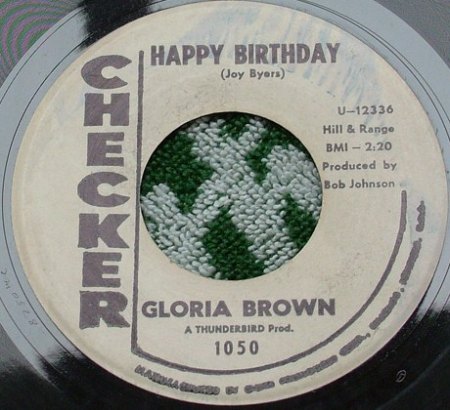 CHECKER
HAPPY BIRTHDAY
(Joy Byers)
U-12336
Hill & Range
BMI - 2:20
Produced by
Bob Johnson
GLORIA BROWN
A THUNDERBIRD Prod.
1050